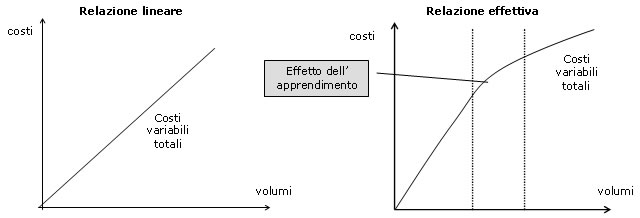 Relazione lineare
costi
Costi
variabili
totali
volumi
Relazione effettiva
costi
Effetto dell'
apprendimento
Costi
variabili
totali
volumi